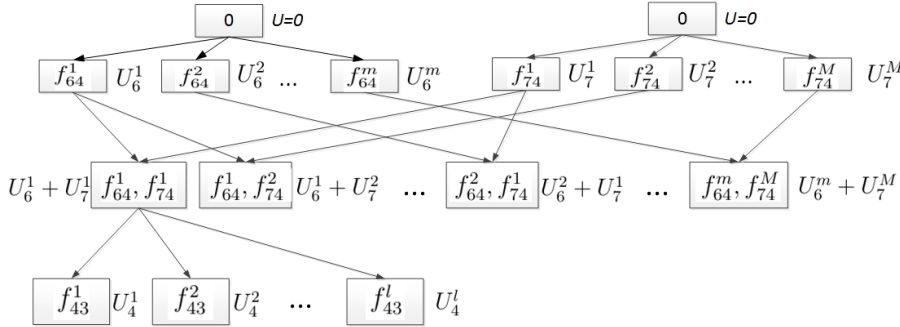 0 U=0 0 U=0
f_{64}^1 U_6^1 f_{64}^2 U_6^2 ... f_{64}^m U_6^m f_{74}^1 U_7^1 f_{74}^2 U_7^2 ... f_{74}^M U_7^M
U_6^1 + U_7^1 f_{64}^1, f_{74}^1 f_{64}^1, f_{74}^2 U_6^1 + U_7^2 ... f_{64}^2, f_{74}^1 U_6^2 + U_7^1 ... f_{64}^m, f_{74}^M U_6^m + U_7^M
f_{43}^1 U_4^1 f_{43}^2 U_4^2 ... f_{43}^l U_4^l